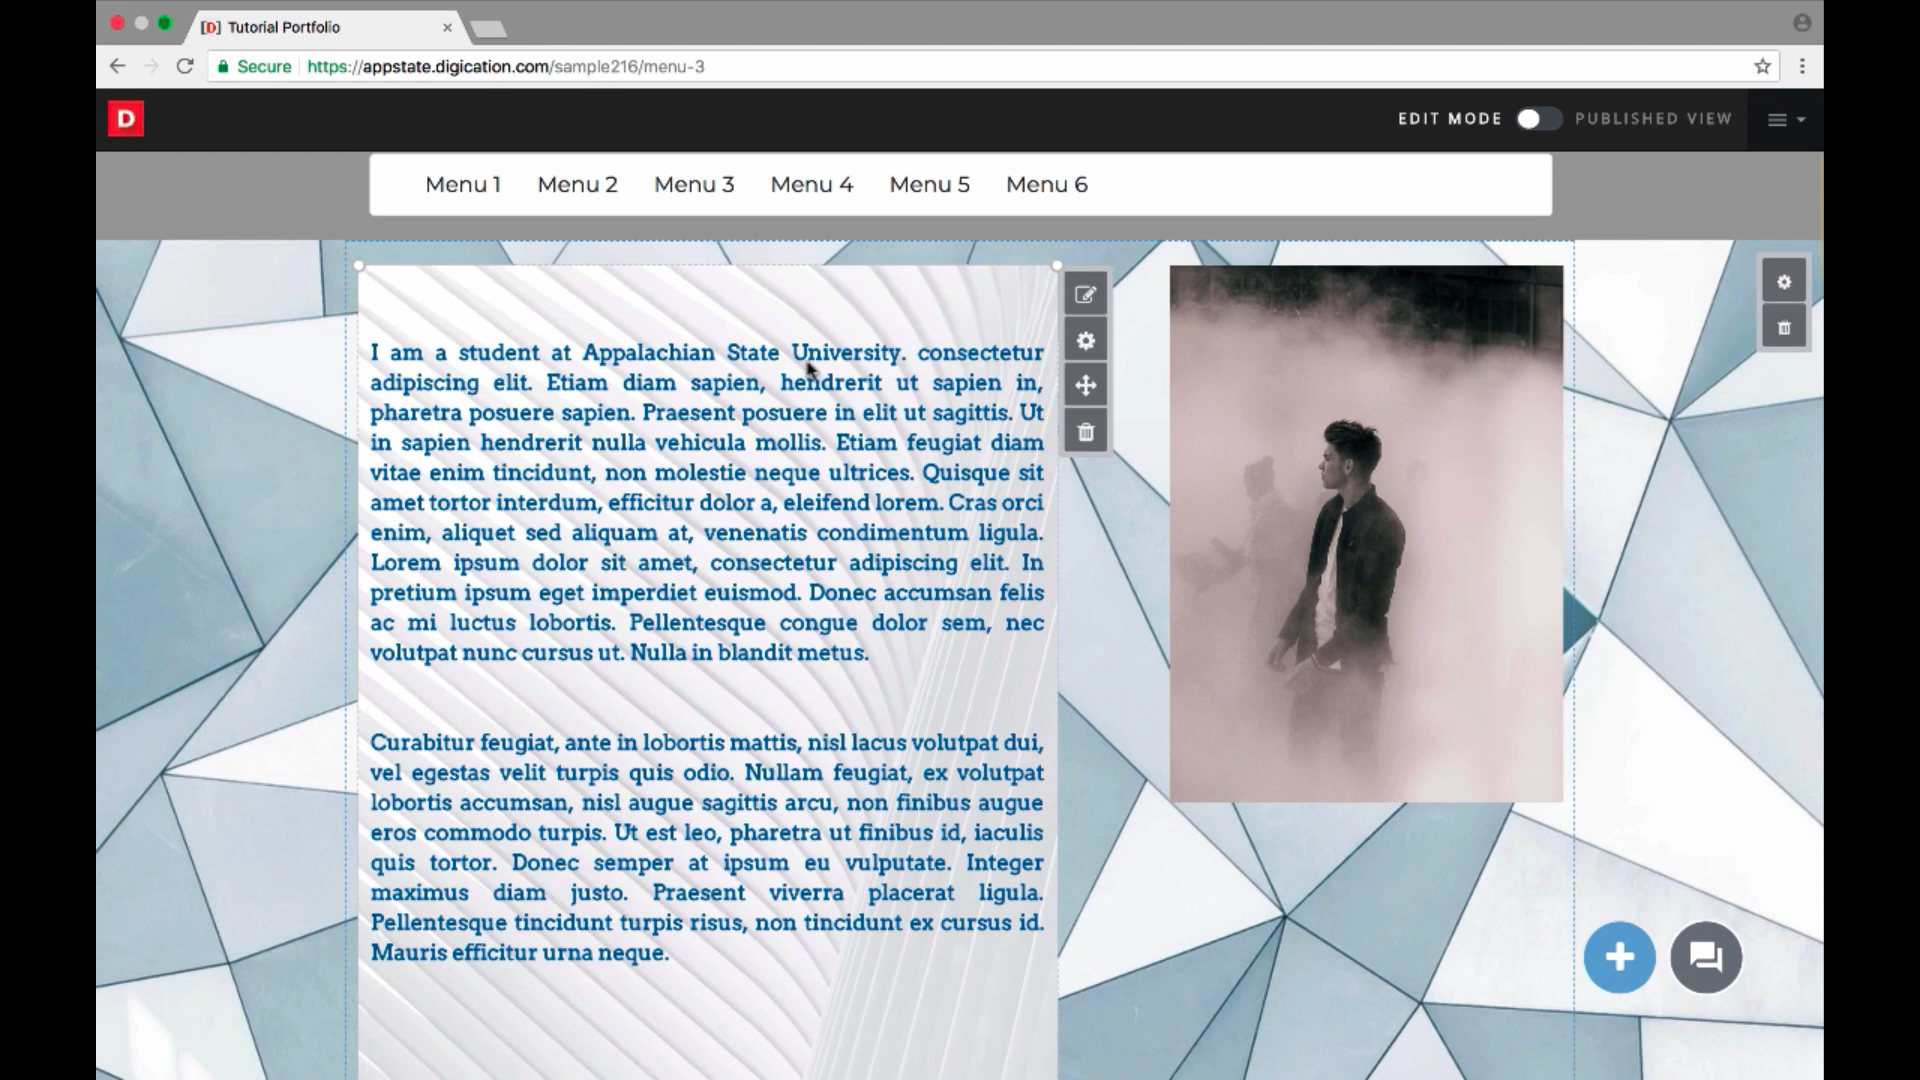 [D] Tutorial Portfolio
Secure https://appstate.digication.com/sample216/menu-3
D
EDIT MODE PUBLISHED VIEW
Menu 1 Menu 2 Menu 3 Menu 4 Menu 5 Menu 6
I am a student at Appalachian State University. consectetur
adipiscing elit. Etiam diam sapien, hendrerit ut sapien in,
pharetra posuere sapien. Praesent posuere in elit ut sagittis. Ut
in sapien hendrerit nulla vehicula mollis. Etiam feugiat diam
vitae enim tincidunt, non molestie neque ultrices. Quisque sit
amet tortor interdum, efficitur dolor a, eleifend lorem. Cras orci
enim, aliquet sed aliquam at, venenatis condimentum ligula.
Lorem ipsum dolor sit amet, consectetur adipiscing elit. In
pretium ipsum eget imperdiet euismod. Donec accumsan felis
ac mi luctus lobortis. Pellentesque congue dolor sem, nec
volutpat nunc cursus ut. Nulla in blandit metus.
Curabitur feugiat, ante in lobortis mattis, nisl lacus volutpat dui,
vel egestas velit turpis quis odio. Nullam feugiat, ex volutpat
lobortis accumsan, nisl augue sagittis arcu, non finibus augue
eros commodo turpis. Ut est leo, pharetra ut finibus id, iaculis
quis tortor. Donec semper at ipsum eu vulputate. Integer
maximus diam justo. Praesent viverra placerat ligula.
Pellentesque tincidunt turpis risus, non tincidunt ex cursus id.
Mauris efficitur urna neque.